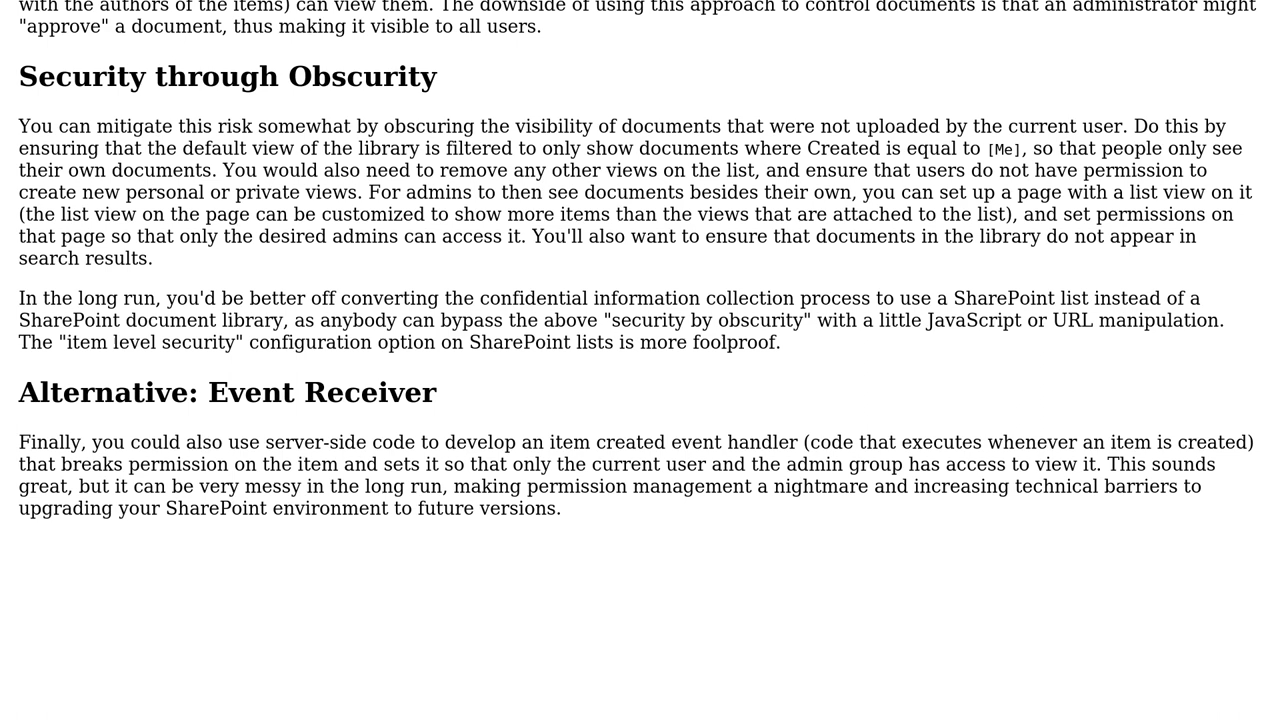 with the authors of the items) can view them. The downside of using this approach to control documents is that an administrator might
"approve" a document, thus making it visible to all users.
Security through Obscurity
You can mitigate this risk somewhat by obscuring the visibility of documents that were not uploaded by the current user. Do this by
ensuring that the default view of the library is filtered to only show documents where Created is equal to [Me], so that people only see
their own documents. You would also need to remove any other views on the list, and ensure that users do not have permission to
create new personal or private views. For admins to then see documents besides their own, you can set up a page with a list view on it
(the list view on the page can be customized to show more items than the views that are attached to the list), and set permissions on
that page so that only the desired admins can access it. You'll also want to ensure that documents in the library do not appear in
search results.
In the long run, you'd be better off converting the confidential information collection process to use a SharePoint list instead of a
SharePoint document library, as anybody can bypass the above "security by obscurity" with a little JavaScript or URL manipulation.
The "item level security" configuration option on SharePoint lists is more foolproof.
Alternative: Event Receiver
Finally, you could also use server-side code to develop an item created event handler (code that executes whenever an item is created)
that breaks permission on the item and sets it so that only the current user and the admin group has access to view it. This sounds
great, but it can be very messy in the long run, making permission management a nightmare and increasing technical barriers to
upgrading your SharePoint environment to future versions.